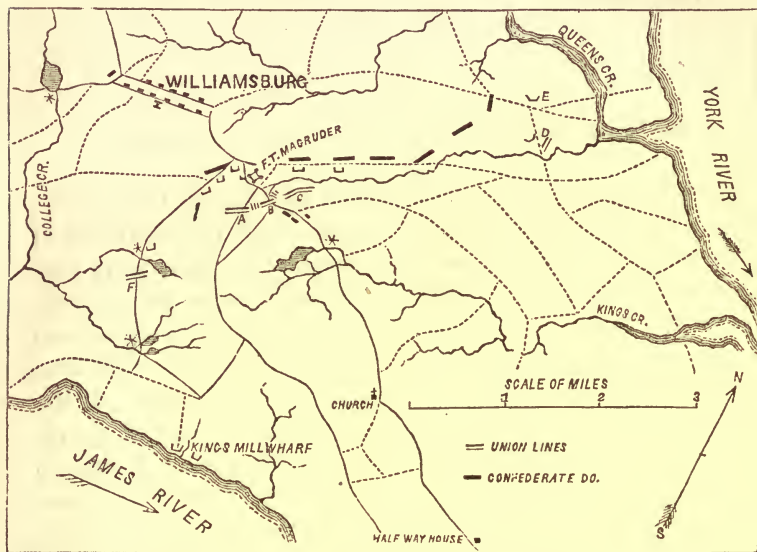 WILLIAMSBURG
H
QUEENS CR.
YORK RIVER
E
D
FT. MAGRUDER
COLLEGE CR.
A
B
C
F
KINGS CR.
CHURCH
SCALE OF MILES
1 2 3
N
S
UNION LINES
CONFEDERATE DO.
KINGS MILLWHARF
JAMES RIVER
HALF WAY HOUSE